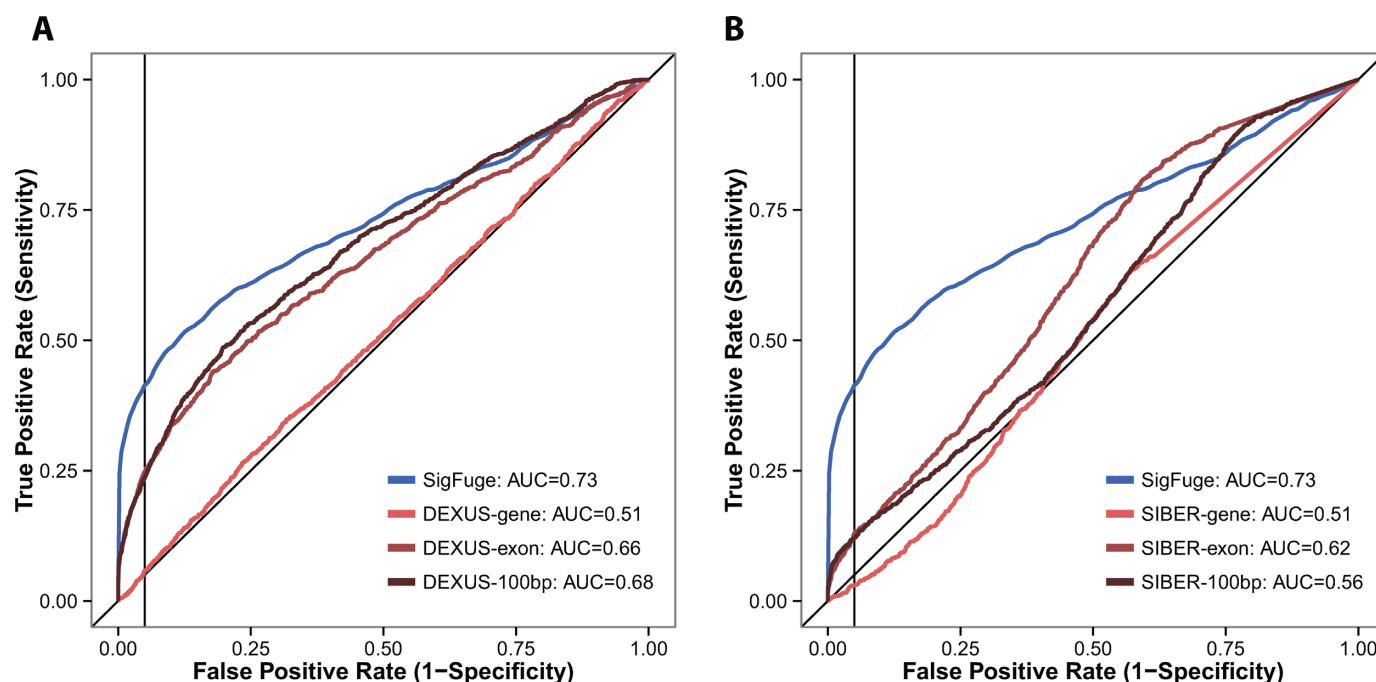 A
True Positive Rate (Sensitivity)
1.00
0.75
0.50
0.25
0.00
SigFuge: AUC=0.73
DEXUS-gene: AUC=0.51
DEXUS-exon: AUC=0.66
DEXUS-100bp: AUC=0.68
0.00 0.25 0.50 0.75 1.00
False Positive Rate (1−Specificity)
B
True Positive Rate (Sensitivity)
1.00
0.75
0.50
0.25
0.00
SigFuge: AUC=0.73
SIBER-gene: AUC=0.51
SIBER-exon: AUC=0.62
SIBER-100bp: AUC=0.56
0.00 0.25 0.50 0.75 1.00
False Positive Rate (1−Specificity)